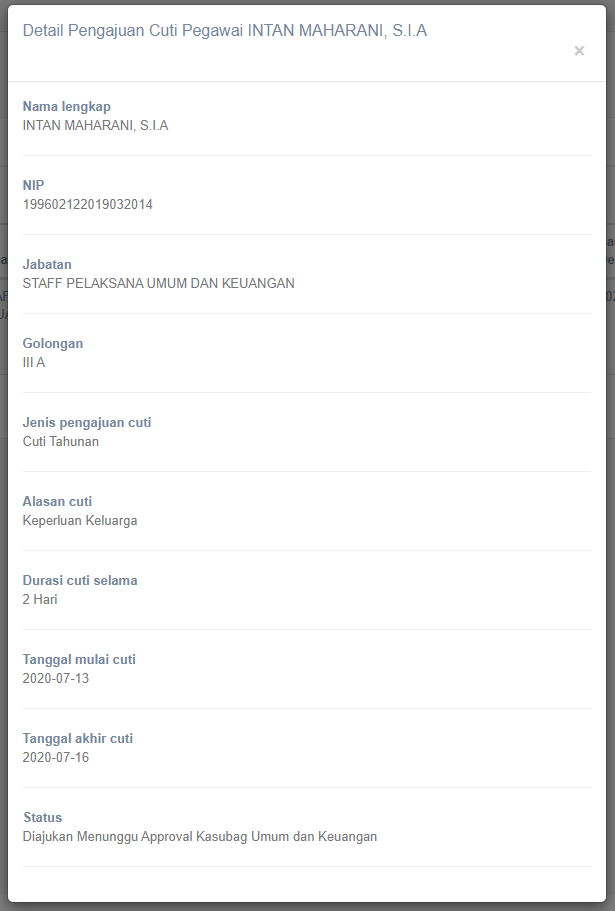 Detail Pengajuan Cuti Pegawai INTAN MAHARANI, S.I.A
×
Nama lengkap
INTAN MAHARANI, S.I.A
NIP
199602122019032014
Jabatan
STAFF PELAKSANA UMUM DAN KEUANGAN
Golongan
III A
Jenis pengajuan cuti
Cuti Tahunan
Alasan cuti
Keperluan Keluarga
Durasi cuti selama
2 Hari
Tanggal mulai cuti
2020-07-13
Tanggal akhir cuti
2020-07-16
Status
Diajukan Menunggu Approval Kasubag Umum dan Keuangan